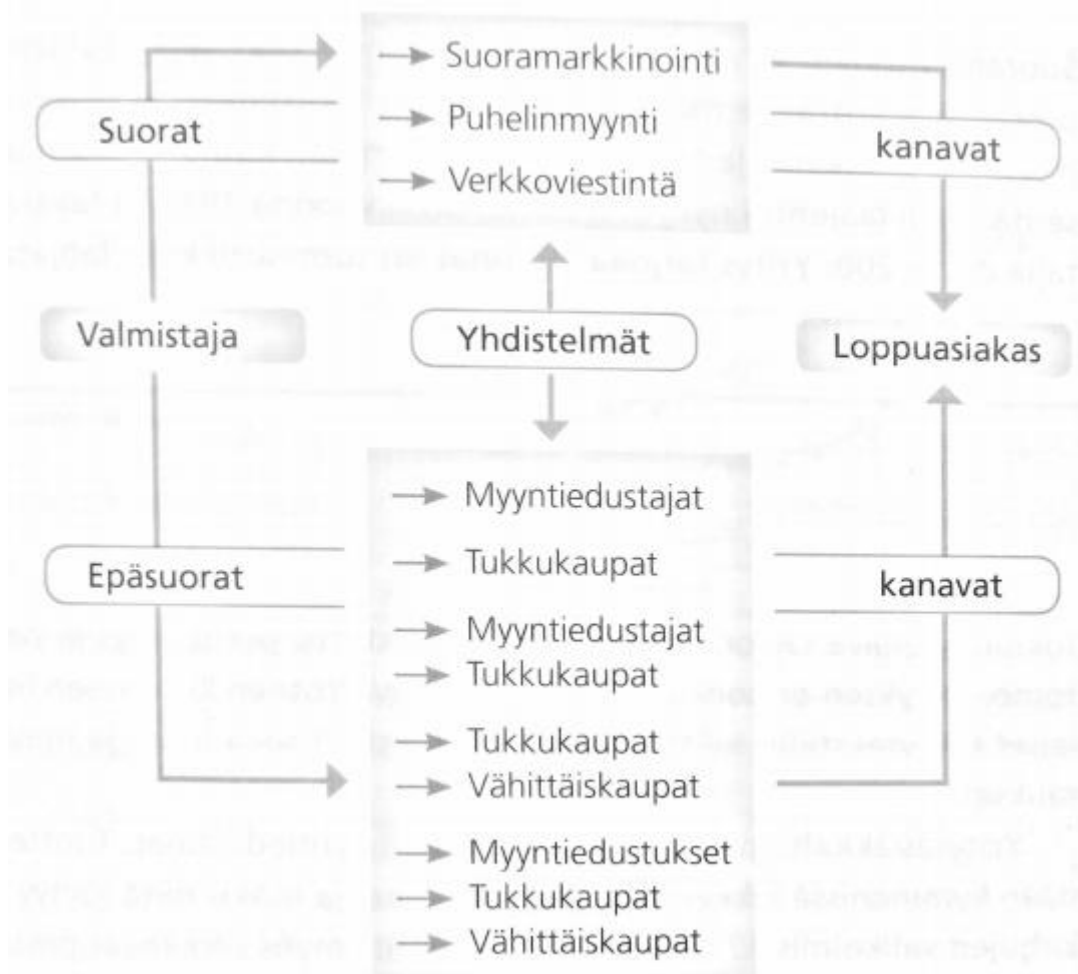 Suoramarkkinointi
Suorat
Puhelinmyynti
kanavat
Verkkoviestintä
Valmistaja
Yhdistelmät
Loppuasiakas
Myyntiedustajat
Epäsuorat
Tukkukaupat
kanavat
Myyntiedustajat
Tukkukaupat
Tukkukaupat
Vähittäiskaupat
Myyntiedustukset
Tukkukaupat
Vähittäiskaupat